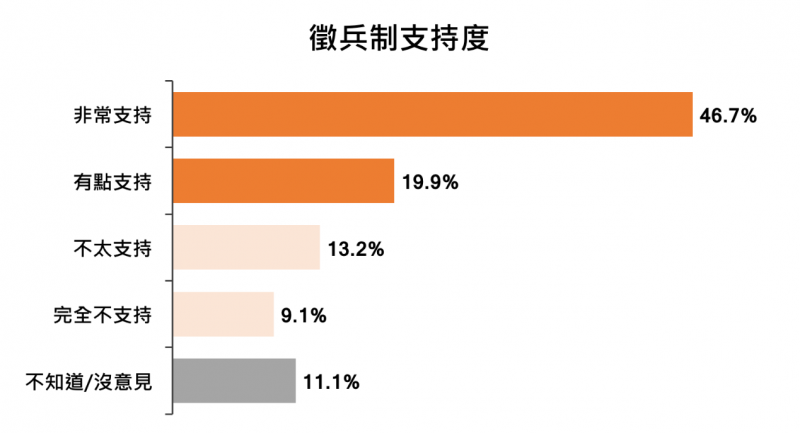 徵兵制支持度
非常支持 46.7%
有點支持 19.9%
不太支持 13.2%
完全不支持 9.1%
不知道/沒意見 11.1%